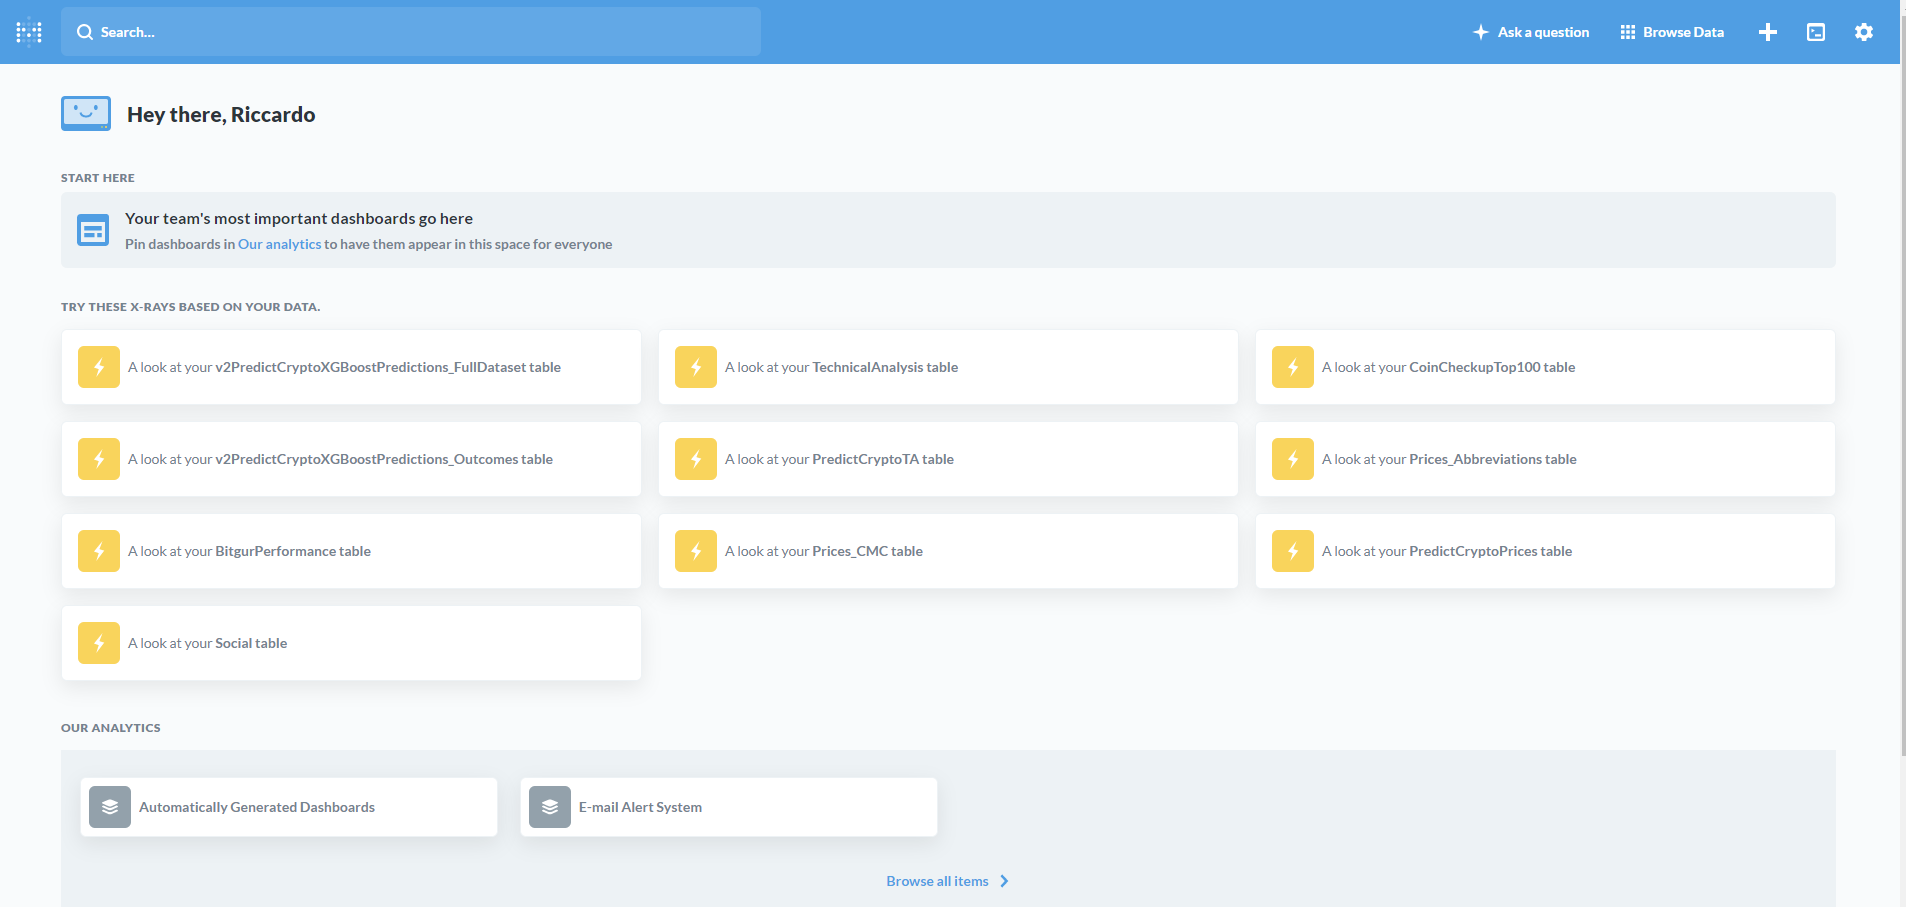 Search...
Ask a question
Browse Data
Hey there, Riccardo
START HERE
Your team's most important dashboards go here
Pin dashboards in Our analytics to have them appear in this space for everyone
TRY THESE X-RAYS BASED ON YOUR DATA.
A look at your v2PredictCryptoXGBoostPredictions_FullDataset table
A look at your TechnicalAnalysis table
A look at your CoinCheckupTop100 table
A look at your v2PredictCryptoXGBoostPredictions_Outcomes table
A look at your PredictCryptoTA table
A look at your Prices_Abbreviations table
A look at your BitgurPerformance table
A look at your Prices_CMC table
A look at your PredictCryptoPrices table
A look at your Social table
OUR ANALYTICS
Automatically Generated Dashboards
E-mail Alert System
Browse all items